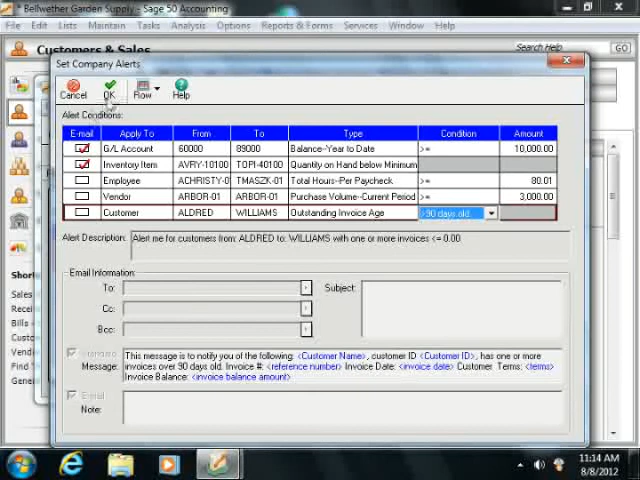 * Bellwether Garden Supply - Sage 50 Accounting
File Edit Lists Maintain Tasks Analysis Options Reports & Forms Services Window Help
Customers & Sales
Search Help
GO
Set Company Alerts
Cancel OK Row Help
Alert Conditions:
E-mail Apply To From To Type Condition Amount
G/L Account 60000 89000 Balance--Year to Date >= 10,000.00
Inventory Item AVRY-10100 TOPI-40100 Quantity on Hand below Minimum
Employee ACHRISTY-0 TMASZK-01 Total Hours--Per Paycheck >= 80.01
Vendor ARBOR-01 ARBOR-01 Purchase Volume--Current Period >= 3,000.00
Customer ALDRED WILLIAMS Outstanding Invoice Age >90 days old
Alert Description: Alert me for customers from: ALDRED to: WILLIAMS with one or more invoices <= 0.00
Email Information:
To:
Subject:
Cc:
Bcc:
Message: This message is to notify you of the following: <Customer Name>, customer ID <Customer ID>, has one or more
invoices over 90 days old. Invoice #: <reference number> Invoice Date: <invoice date> Customer Terms: <terms>
Invoice Balance: <invoice balance amount>
E-mail
Note:
Short
Sales
Recei
Bills -
Custo
Vend
Find
Gene
11:14 AM
8/8/2012